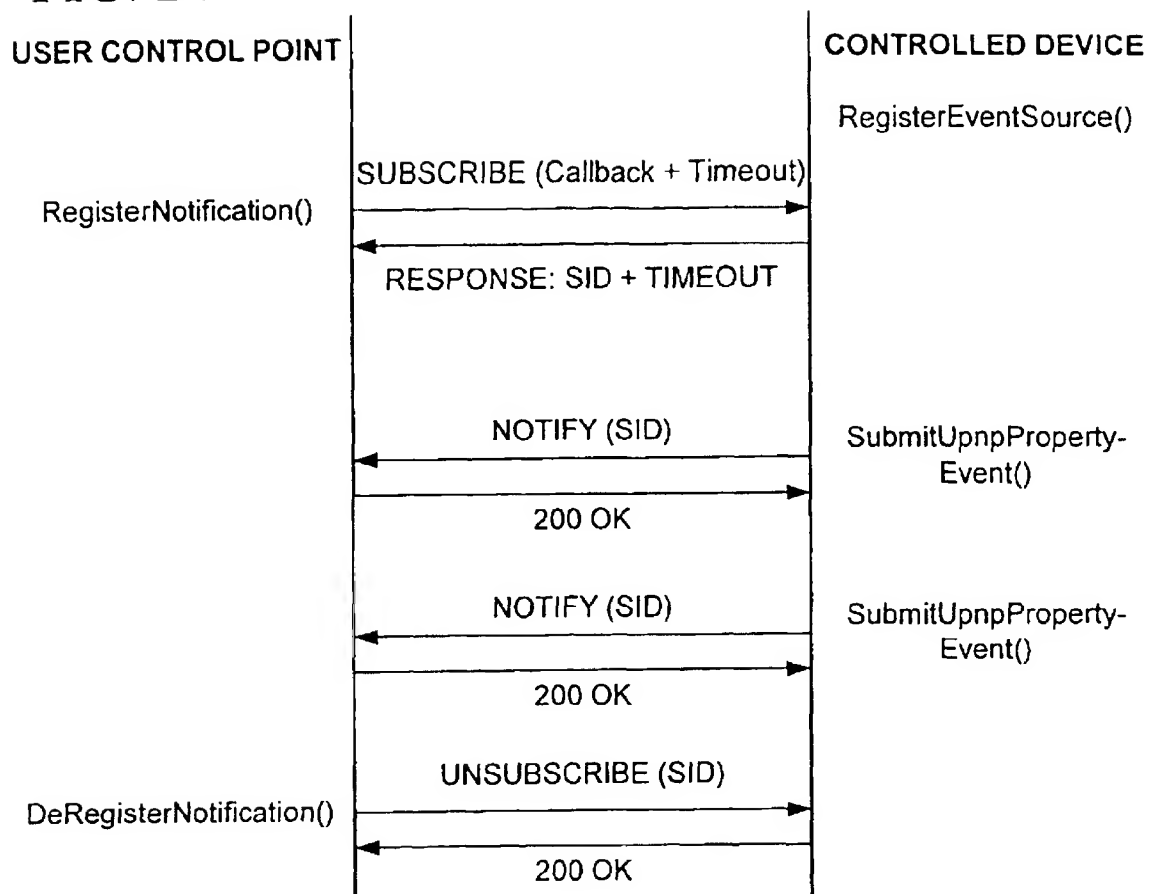 USER CONTROL POINT
CONTROLLED DEVICE
RegisterEventSource()
SUBSCRIBE (Callback + Timeout)
RegisterNotification()
RESPONSE: SID + TIMEOUT
NOTIFY (SID)
SubmitUpnpProperty-
Event()
200 OK
NOTIFY (SID)
SubmitUpnpProperty-
Event()
200 OK
UNSUBSCRIBE (SID)
DeRegisterNotification()
200 OK